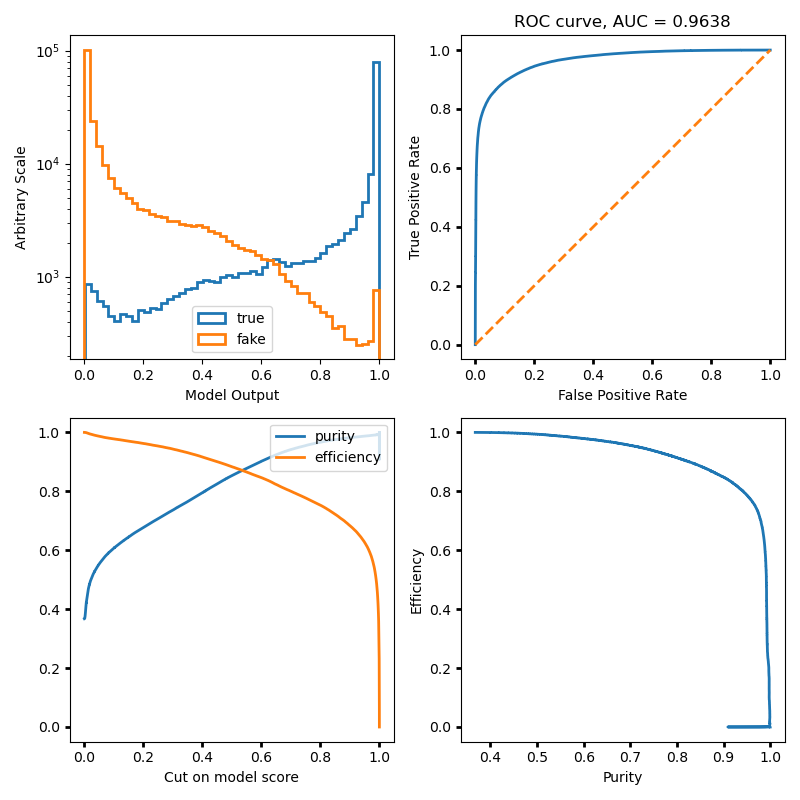 10^5
10^4
10^3
Arbitrary Scale
true
fake
0.0 0.2 0.4 0.6 0.8 1.0
Model Output
ROC curve, AUC = 0.9638
1.0
0.8
0.6
0.4
0.2
0.0
True Positive Rate
0.0 0.2 0.4 0.6 0.8 1.0
False Positive Rate
1.0
0.8
0.6
0.4
0.2
0.0
purity
efficiency
0.0 0.2 0.4 0.6 0.8 1.0
Cut on model score
1.0
0.8
0.6
0.4
0.2
0.0
Efficiency
0.4 0.5 0.6 0.7 0.8 0.9 1.0
Purity